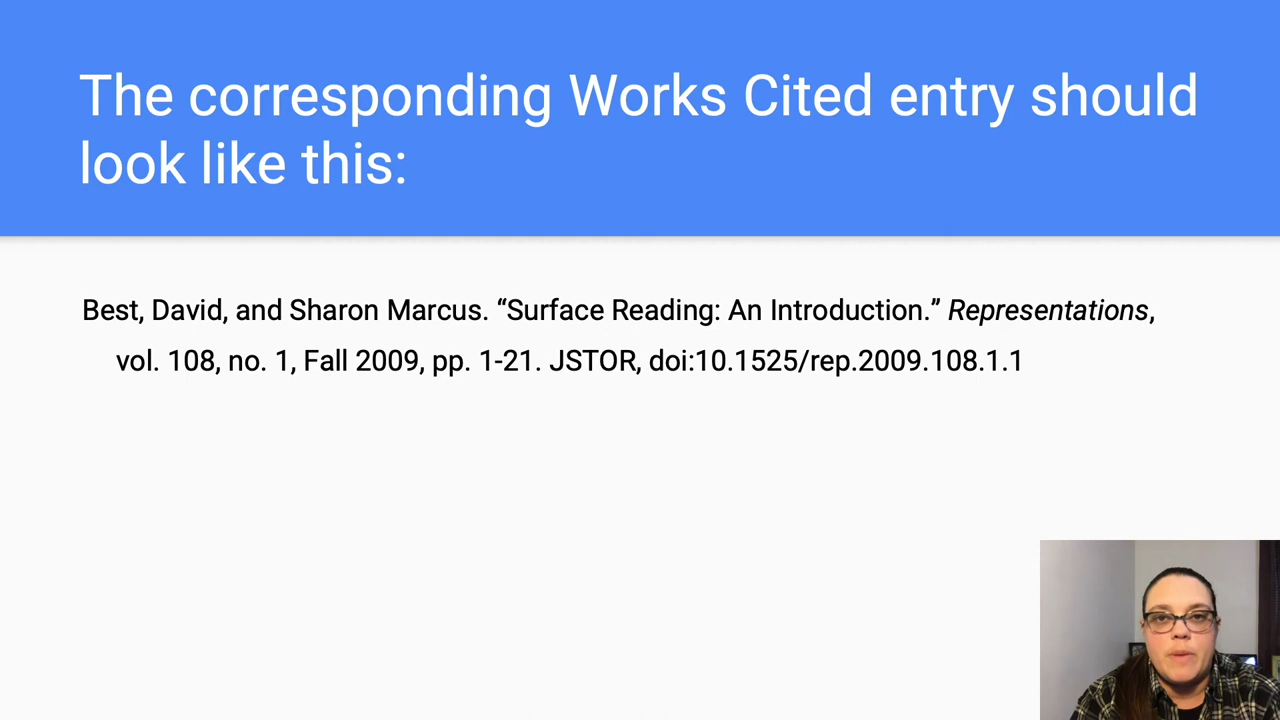 The corresponding Works Cited entry should
look like this:
Best, David, and Sharon Marcus. “Surface Reading: An Introduction.” Representations,
vol. 108, no. 1, Fall 2009, pp. 1-21. JSTOR, doi:10.1525/rep.2009.108.1.1